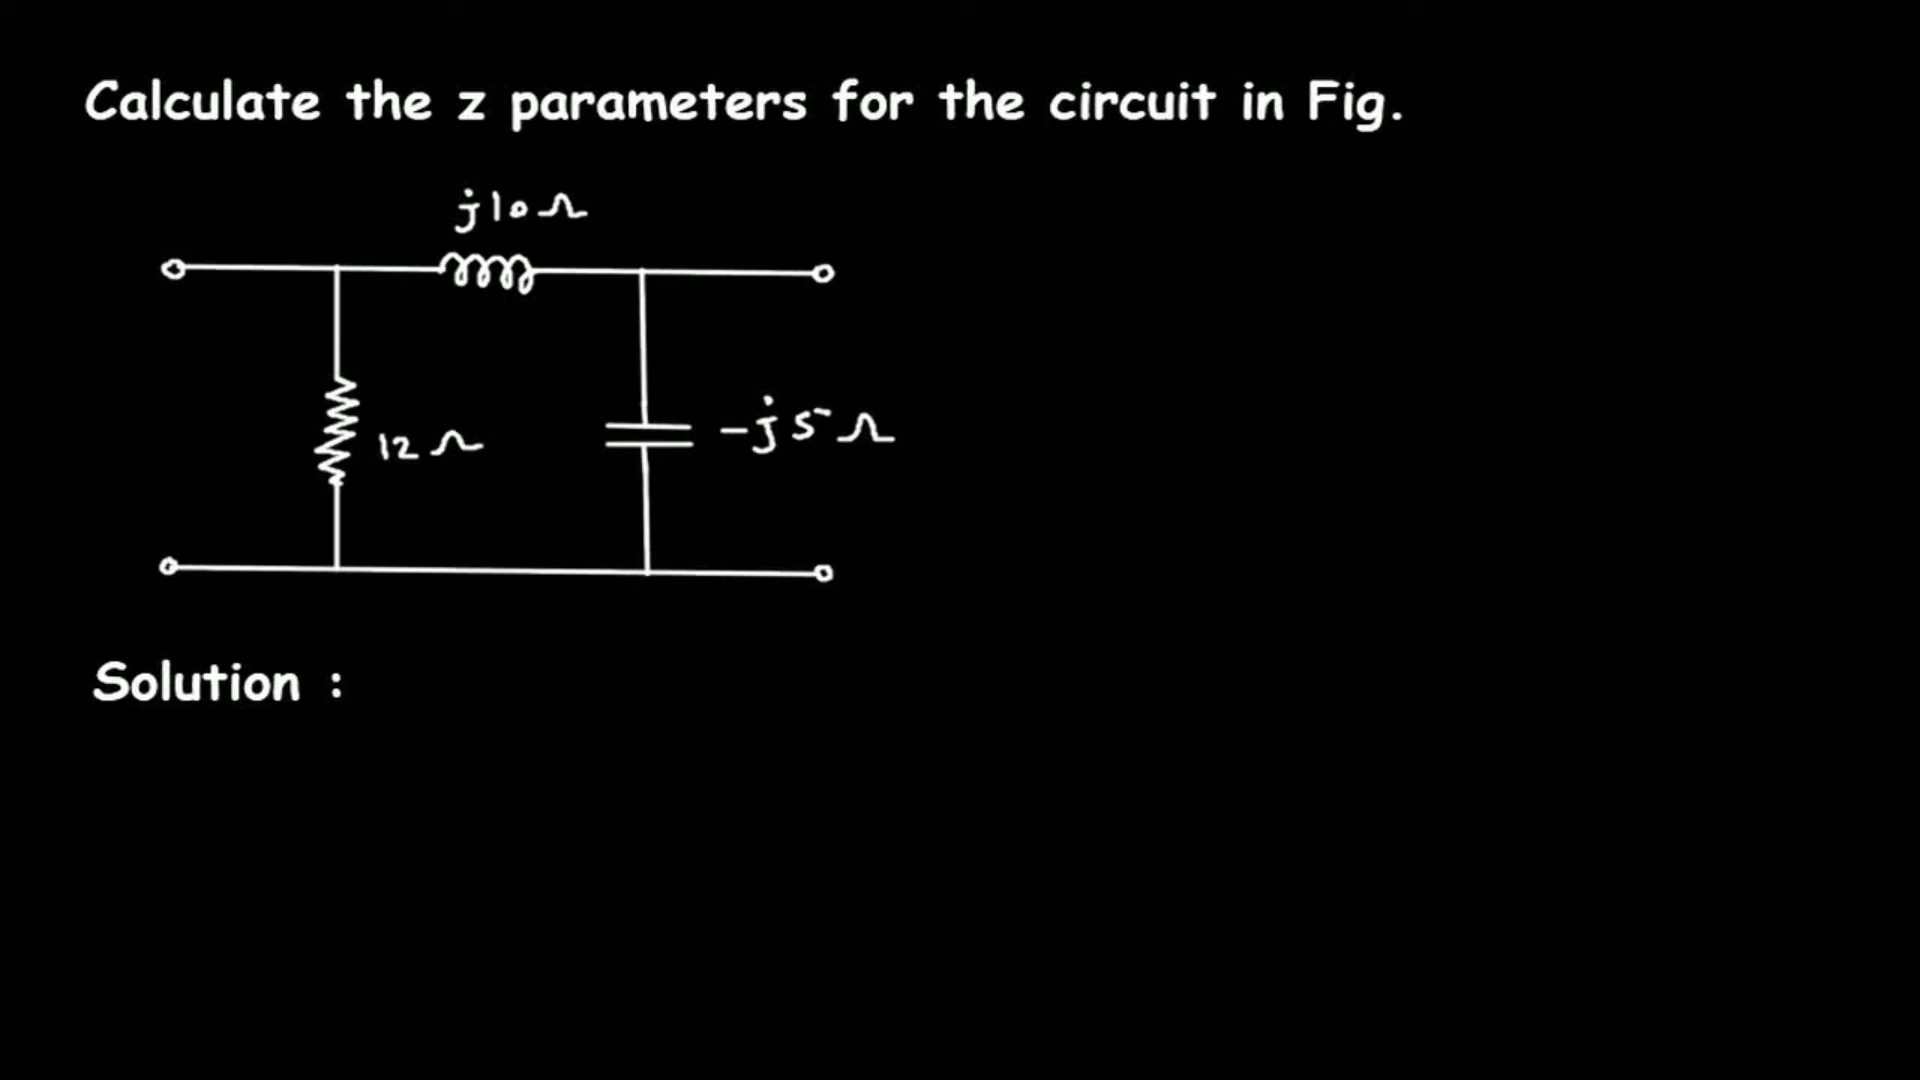 Calculate the z parameters for the circuit in Fig.
j10Ω
12Ω
-j5Ω
Solution :